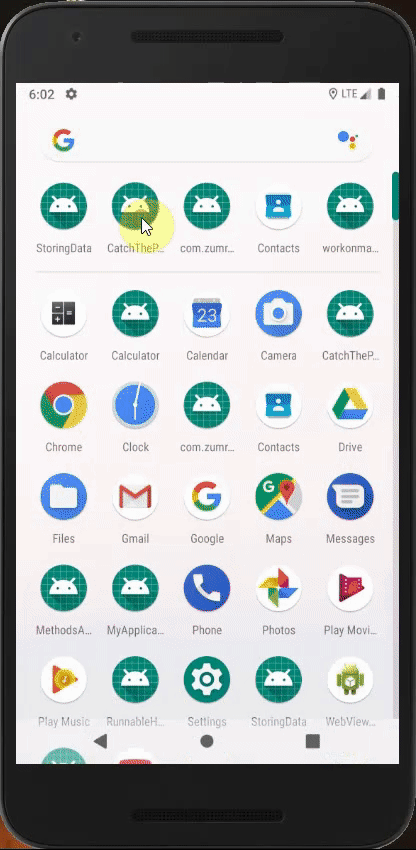 6:02 LTE
StoringData CatchTheP... com.zumr... Contacts workonma...
23
Calculator Calculator Calendar Camera CatchTheP...
Chrome Clock com.zumr... Contacts Drive
Files Gmail Google Maps Messages
MethodsA... MyApplica... Phone Photos Play Movi...
Play Music RunnableH... Settings StoringData WebView...